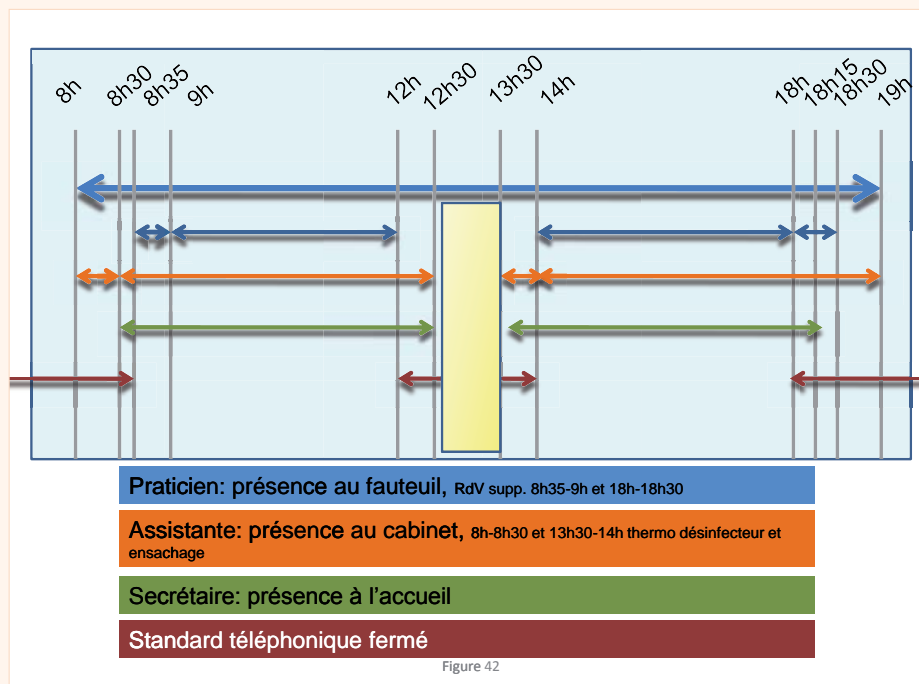 8h
8h30
8h35
9h
12h
12h30
13h30
14h
18h
18h15
18h30
19h
Praticien: présence au fauteuil, RdV supp. 8h35-9h et 18h-18h30
Assistante: présence au cabinet, 8h-8h30 et 13h30-14h thermo désinfecteur et
ensachage
Secrétaire: présence à l'accueil
Standard téléphonique fermé
Figure 42